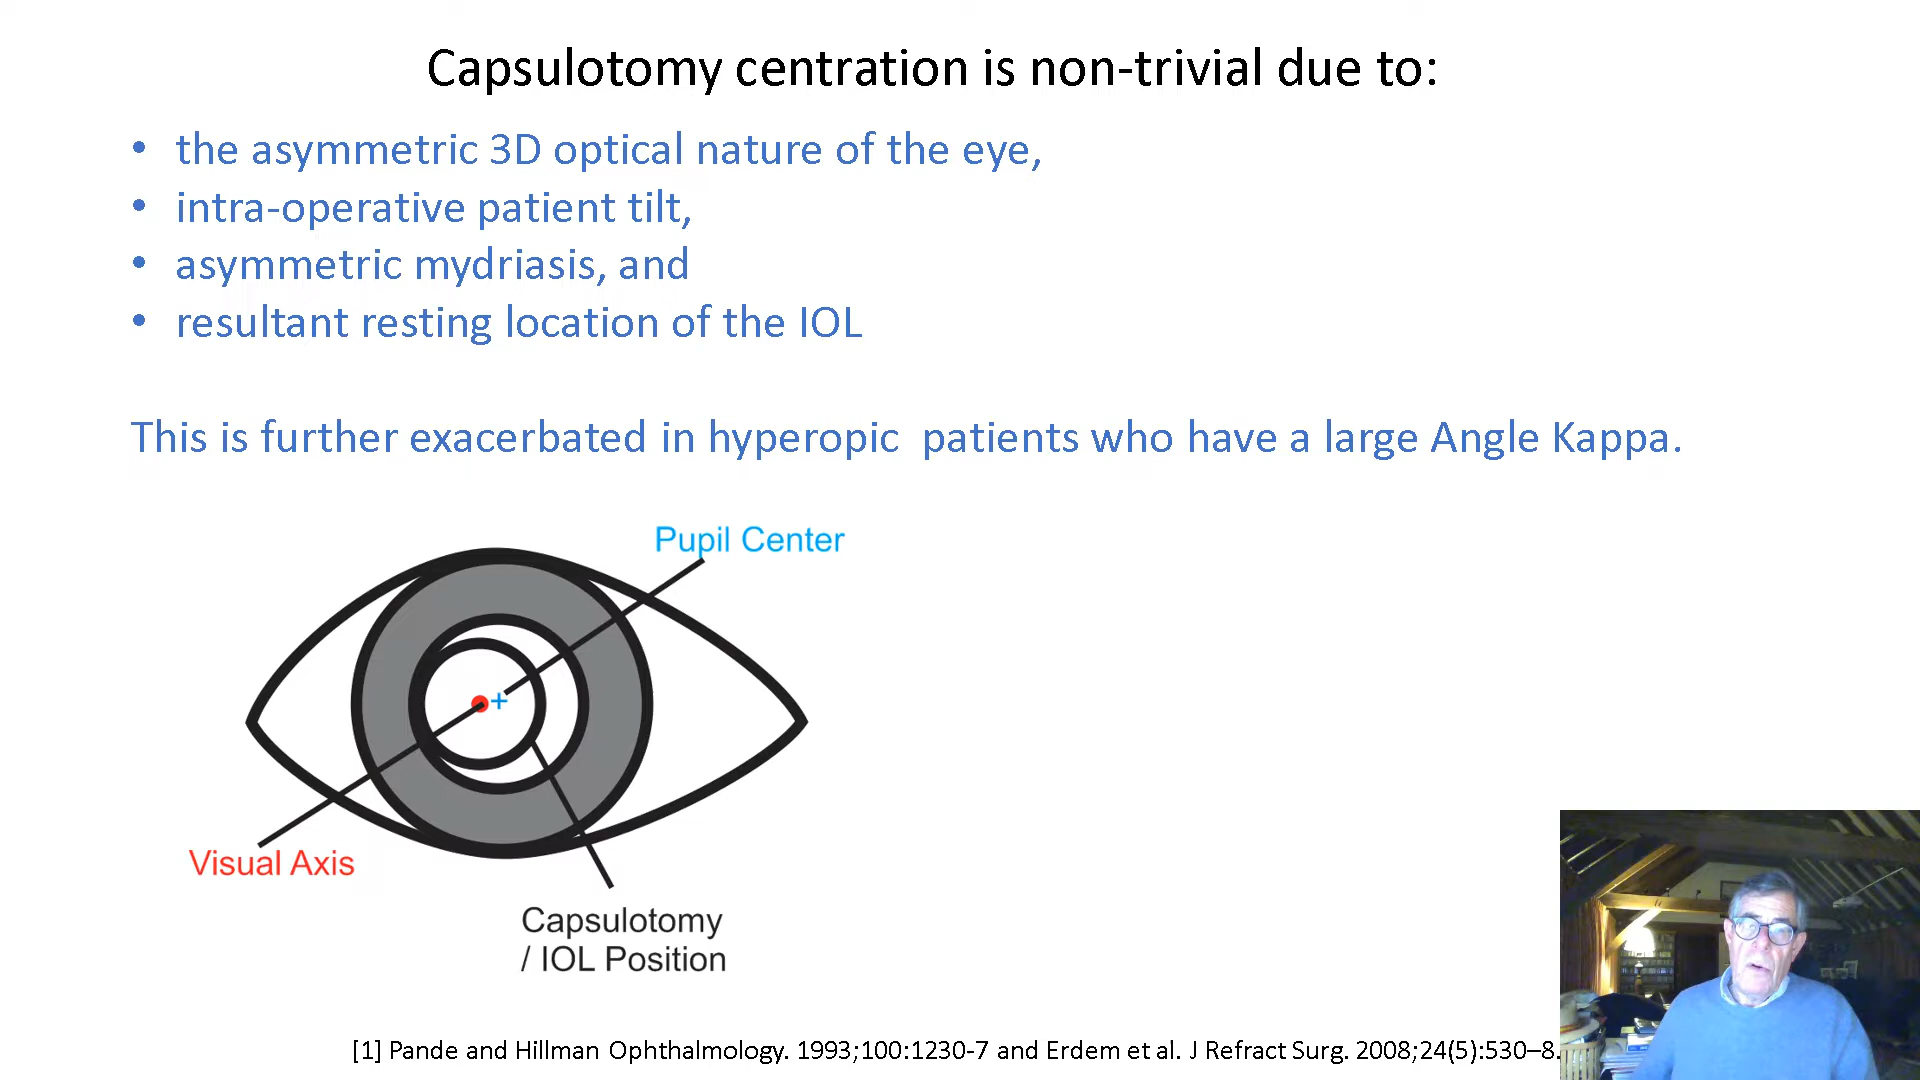 Capsulotomy centration is non-trivial due to:
• the asymmetric 3D optical nature of the eye,
• intra-operative patient tilt,
• asymmetric mydriasis, and
• resultant resting location of the IOL
This is further exacerbated in hyperopic patients who have a large Angle Kappa.
Pupil Center
Visual Axis
Capsulotomy
/ IOL Position
[1] Pande and Hillman Ophthalmology. 1993;100:1230-7 and Erdem et al. J Refract Surg. 2008;24(5):530–8.